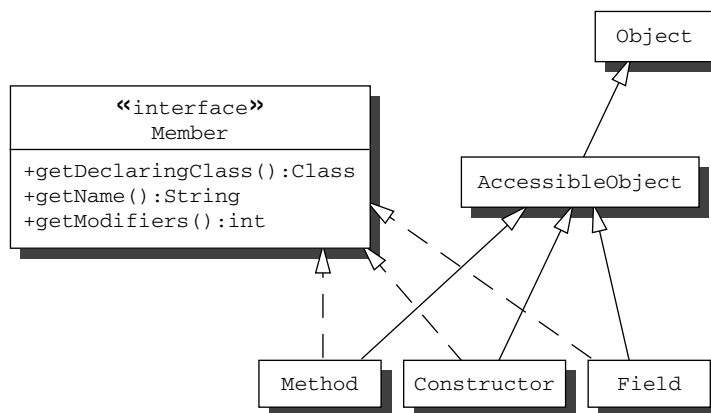 Object
«interface»
Member
+getDeclaringClass():Class
+getName():String
+getModifiers():int
AccessibleObject
Method
Constructor
Field